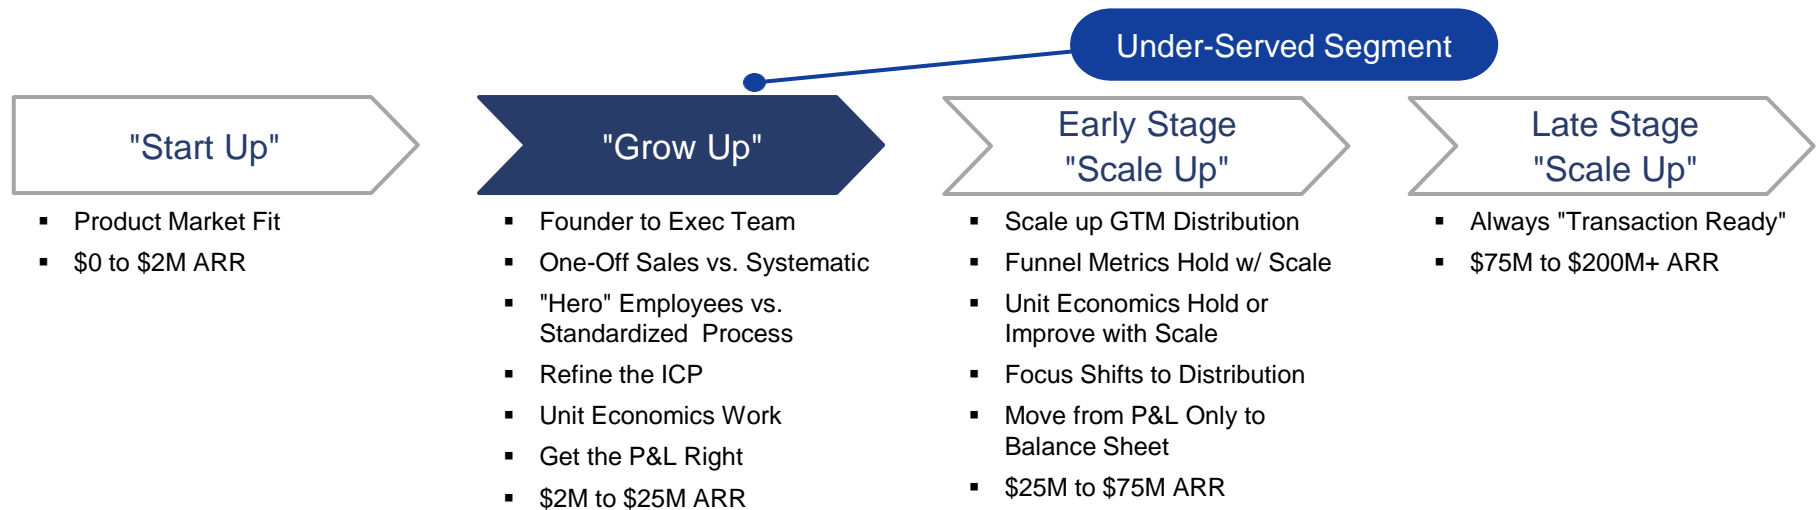 Under-Served Segment
"Start Up"
▪ Product Market Fit
▪ $0 to $2M ARR
"Grow Up"
▪ Founder to Exec Team
▪ One-Off Sales vs. Systematic
▪ "Hero" Employees vs.
Standardized Process
▪ Refine the ICP
▪ Unit Economics Work
▪ Get the P&L Right
▪ $2M to $25M ARR
Early Stage
"Scale Up"
▪ Scale up GTM Distribution
▪ Funnel Metrics Hold w/ Scale
▪ Unit Economics Hold or
Improve with Scale
▪ Focus Shifts to Distribution
▪ Move from P&L Only to
Balance Sheet
▪ $25M to $75M ARR
Late Stage
"Scale Up"
▪ Always "Transaction Ready"
▪ $75M to $200M+ ARR